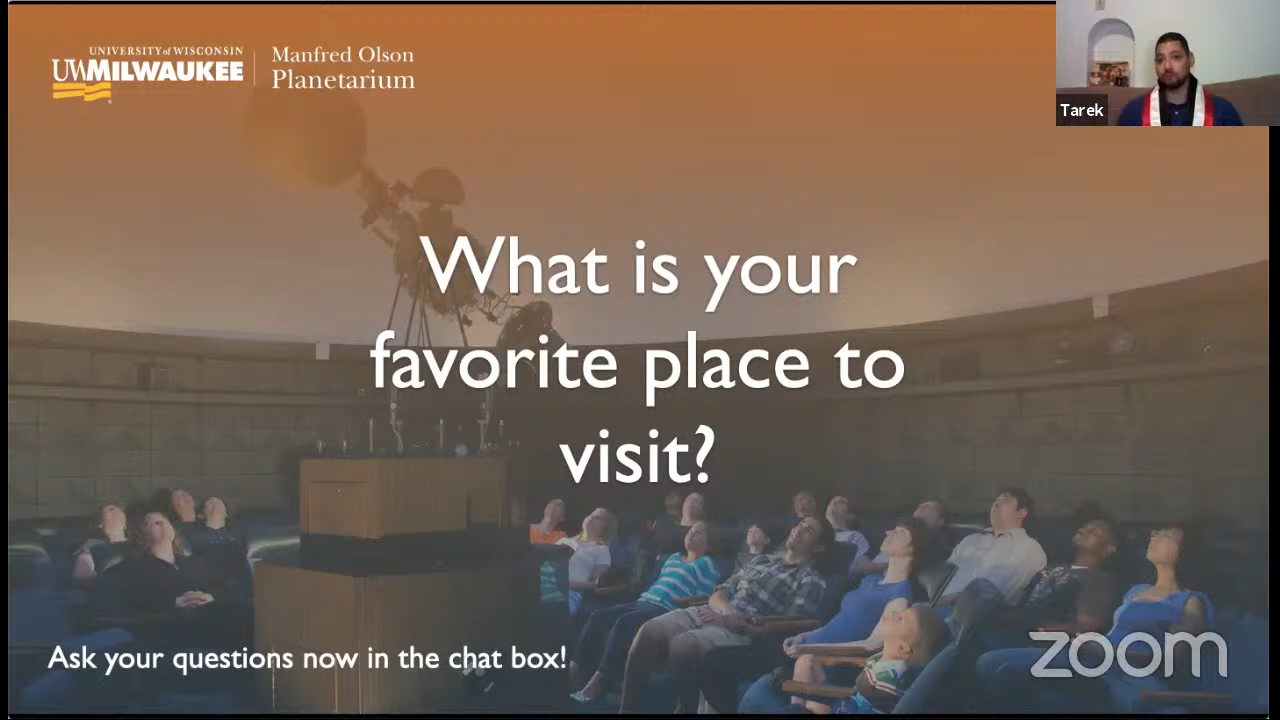 UNIVERSITY of WISCONSIN
UWMILWAUKEE
Manfred Olson
Planetarium
Tarek
What is your
favorite place to
visit?
Ask your questions now in the chat box!
zoom